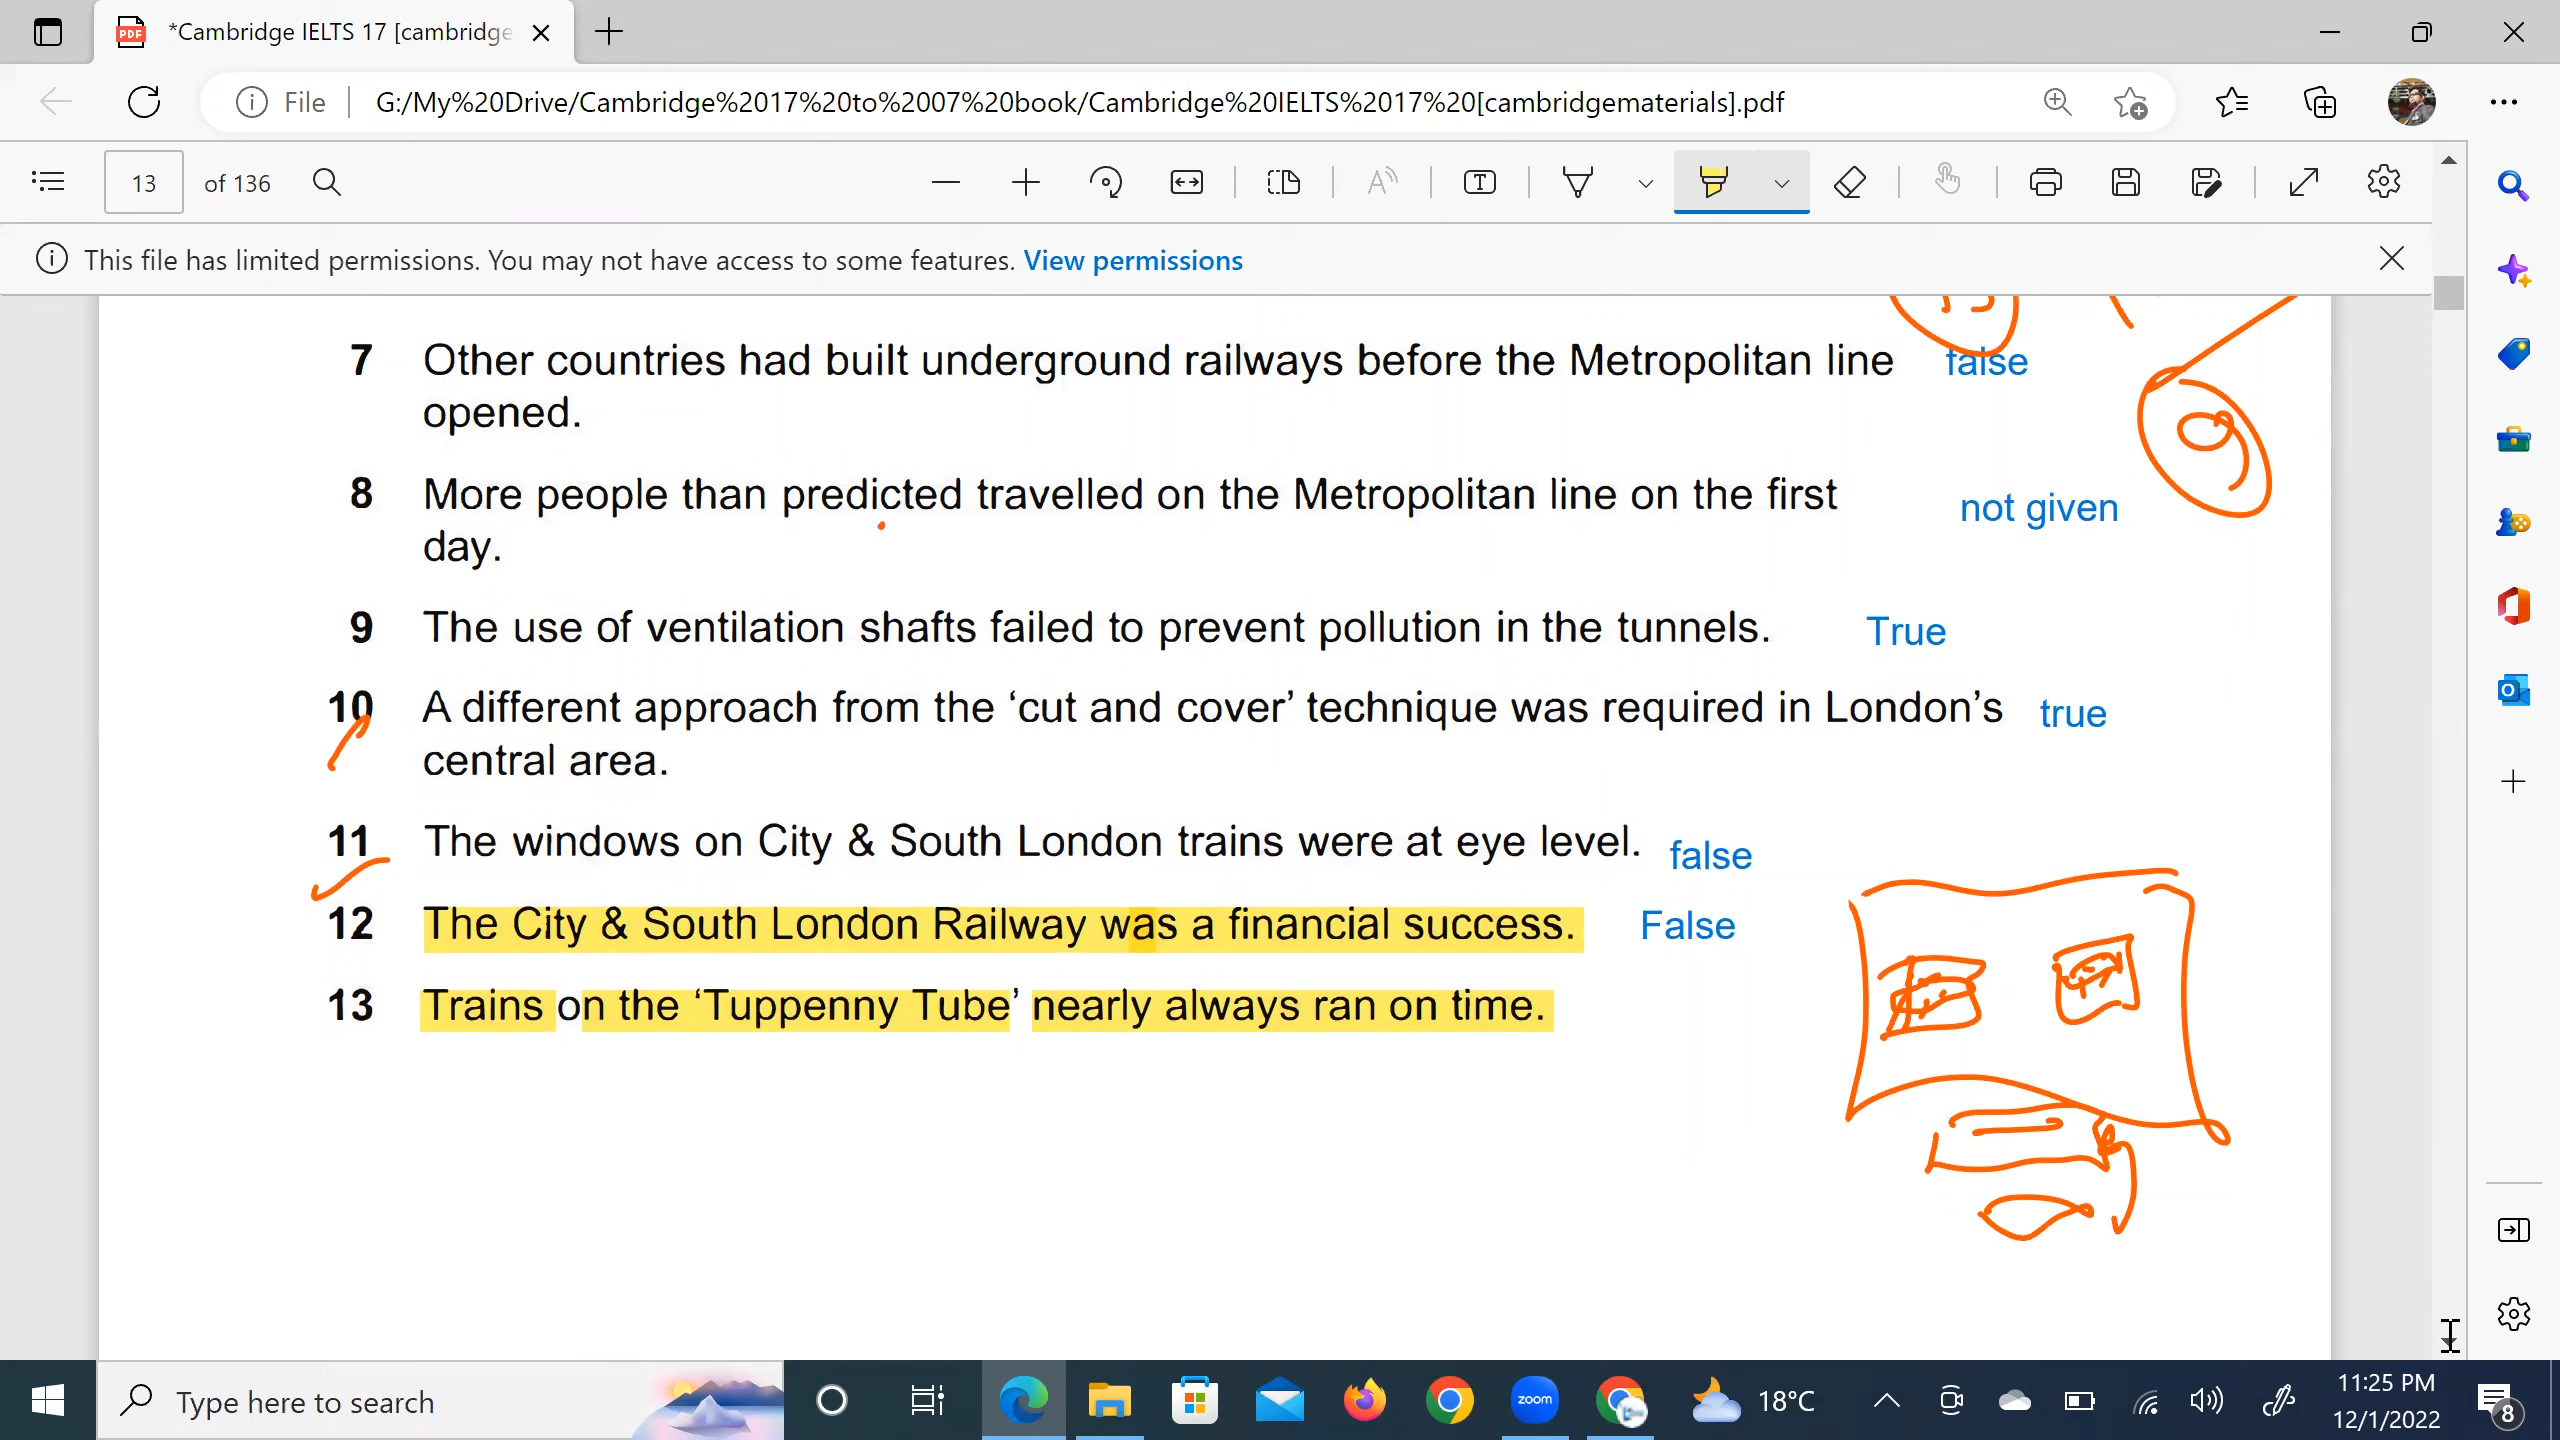 *Cambridge IELTS 17 [cambridge
File G:/My%20Drive/Cambridge%2017%20to%2007%20book/Cambridge%20IELTS%2017%20[cambridgematerials].pdf
13 of 136
This file has limited permissions. You may not have access to some features. View permissions
7 Other countries had built underground railways before the Metropolitan line false
opened.
8 More people than predicted travelled on the Metropolitan line on the first not given
day.
9 The use of ventilation shafts failed to prevent pollution in the tunnels. True
10 A different approach from the ‘cut and cover’ technique was required in London’s true
central area.
11 The windows on City & South London trains were at eye level. false
12 The City & South London Railway was a financial success. False
13 Trains on the ‘Tuppenny Tube’ nearly always ran on time.
Type here to search
zoom
18°C
11:25 PM
12/1/2022
8